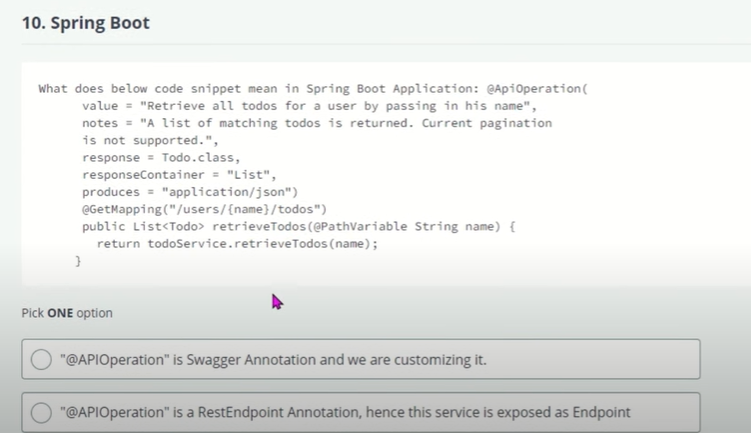 10. Spring Boot
What does below code snippet mean in Spring Boot Application: @ApiOperation(
value = "Retrieve all todos for a user by passing in his name",
notes = "A list of matching todos is returned. Current pagination
is not supported.",
response = Todo.class,
responseContainer = "List",
produces = "application/json")
@GetMapping("/users/{name}/todos")
public List<Todo> retrieveTodos(@PathVariable String name) {
return todoService.retrieveTodos(name);
}
Pick ONE option
"@APIOperation" is Swagger Annotation and we are customizing it.
"@APIOperation" is a RestEndpoint Annotation, hence this service is exposed as Endpoint